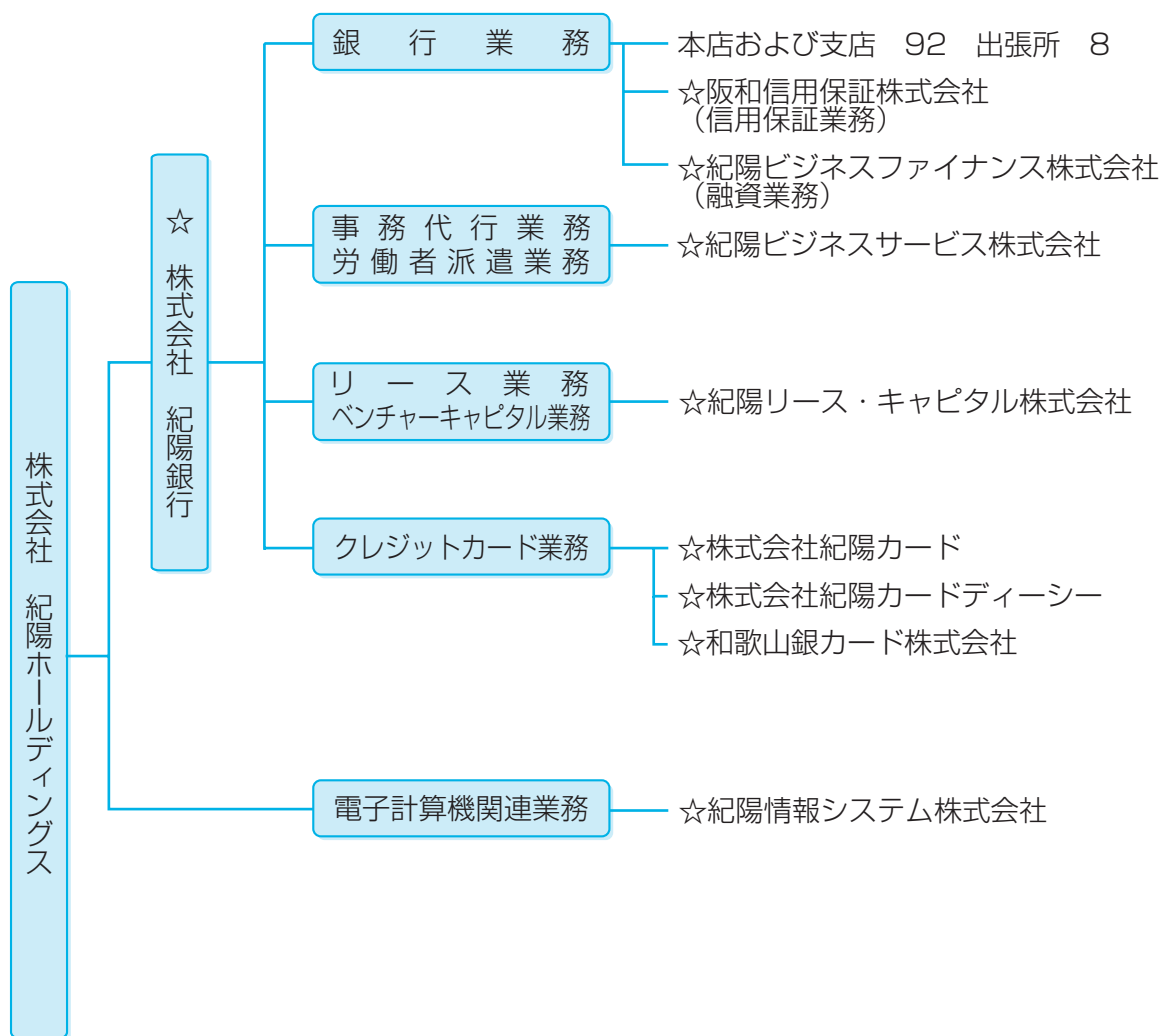 株式会社　紀陽ホールディングス
☆　株式会社　紀陽銀行
銀行業務
本店および支店　92　出張所　8
☆阪和信用保証株式会社
（信用保証業務）
☆紀陽ビジネスファイナンス株式会社
（融資業務）
事務代行業務
労働者派遣業務
☆紀陽ビジネスサービス株式会社
リース業務
ベンチャーキャピタル業務
☆紀陽リース・キャピタル株式会社
クレジットカード業務
☆株式会社紀陽カード
☆株式会社紀陽カードディーシー
☆和歌山銀カード株式会社
電子計算機関連業務
☆紀陽情報システム株式会社